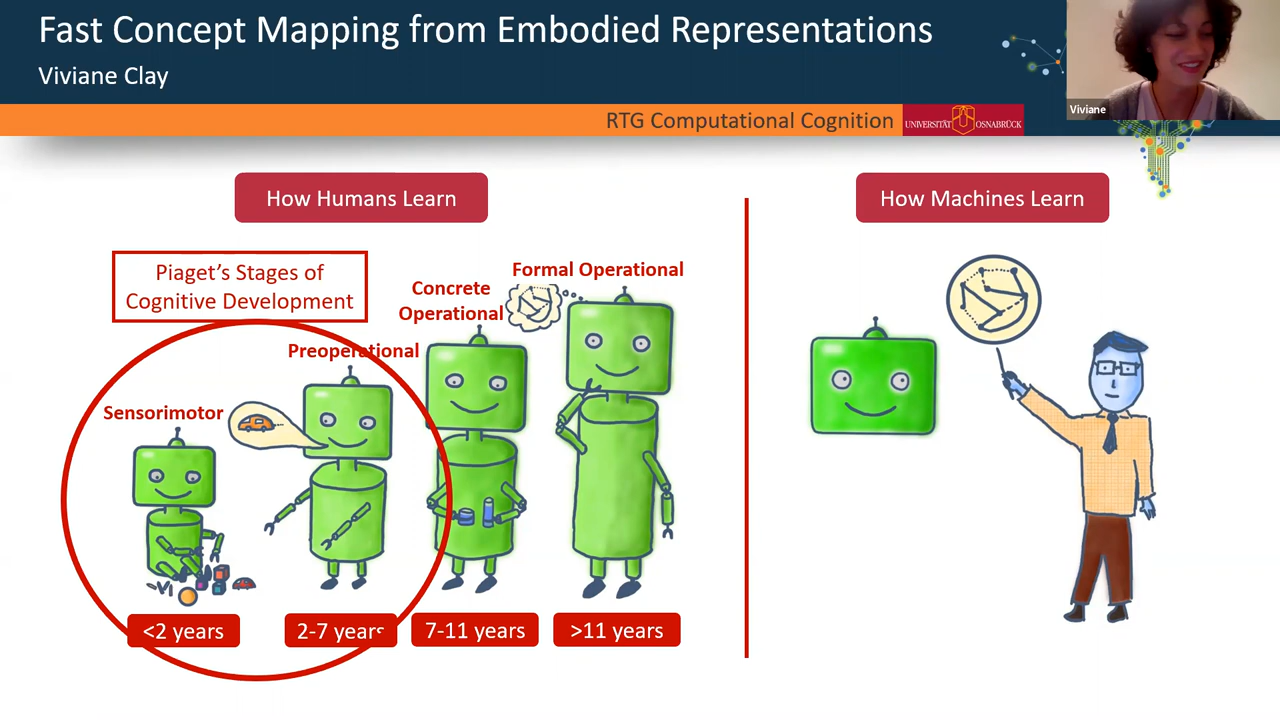 Fast Concept Mapping from Embodied Representations
Viviane Clay
Viviane
RTG Computational Cognition
UNIVERSITÄT OSNABRÜCK
How Humans Learn
How Machines Learn
Piaget's Stages of
Cognitive Development
Formal Operational
Concrete
Operational
Preoperational
Sensorimotor
<2 years
2-7 years
7-11 years
>11 years